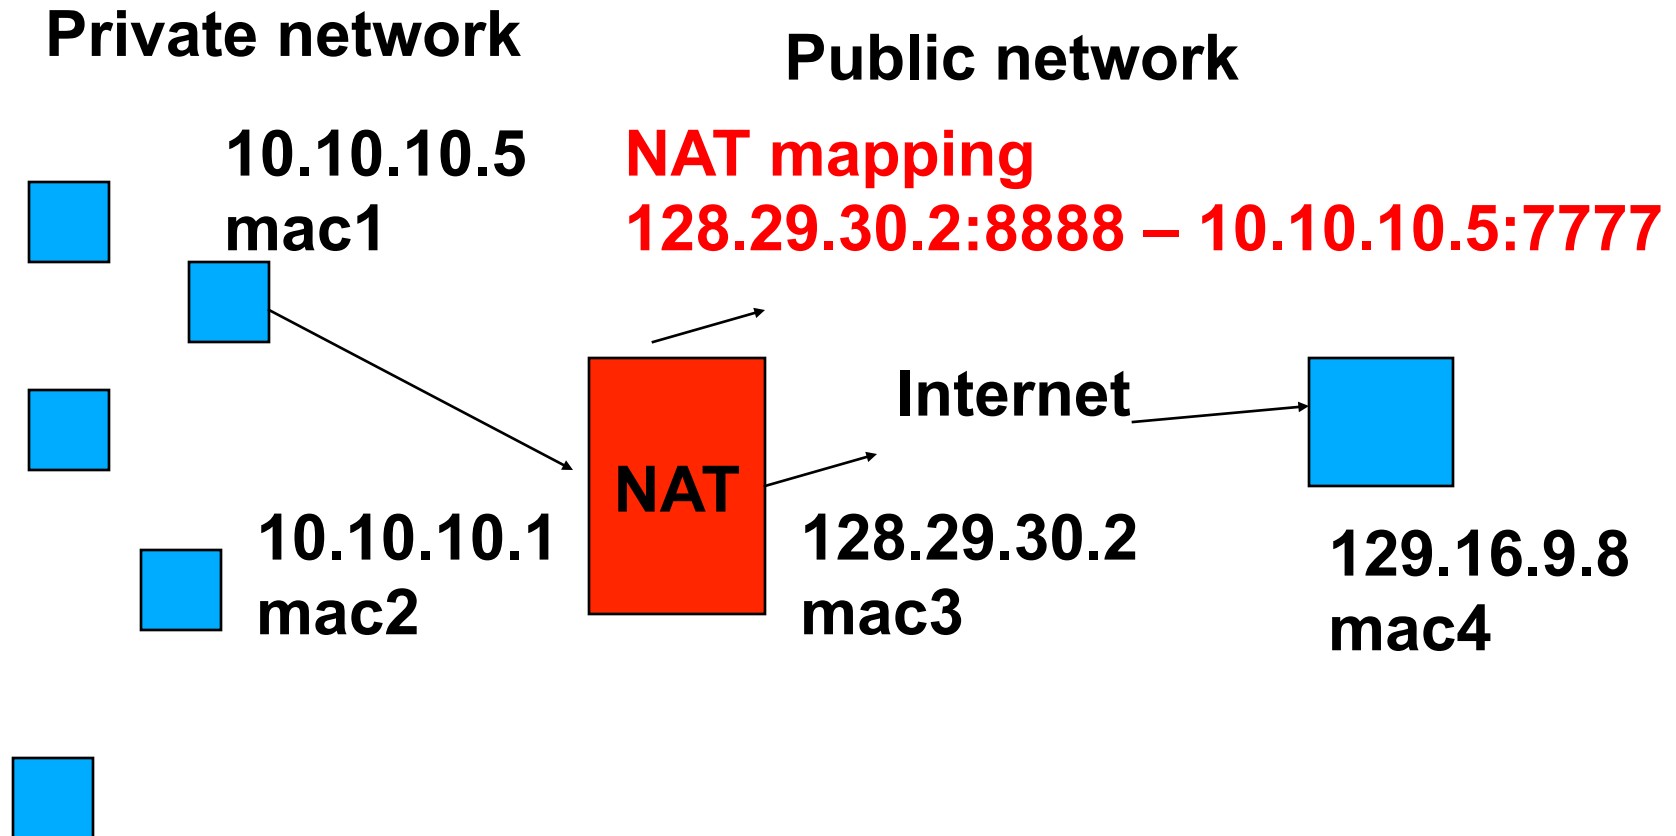 Private network
Public network
10.10.10.5
mac1
NAT mapping
128.29.30.2:8888 – 10.10.10.5:7777
Internet
NAT
10.10.10.1
mac2
128.29.30.2
mac3
129.16.9.8
mac4